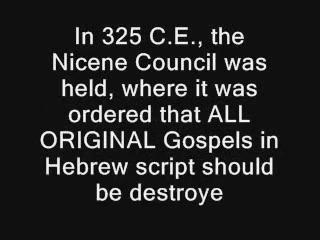 In 325 C.E., the
Nicene Council was
held, where it was
ordered that ALL
ORIGINAL Gospels in
Hebrew script should
be destroye